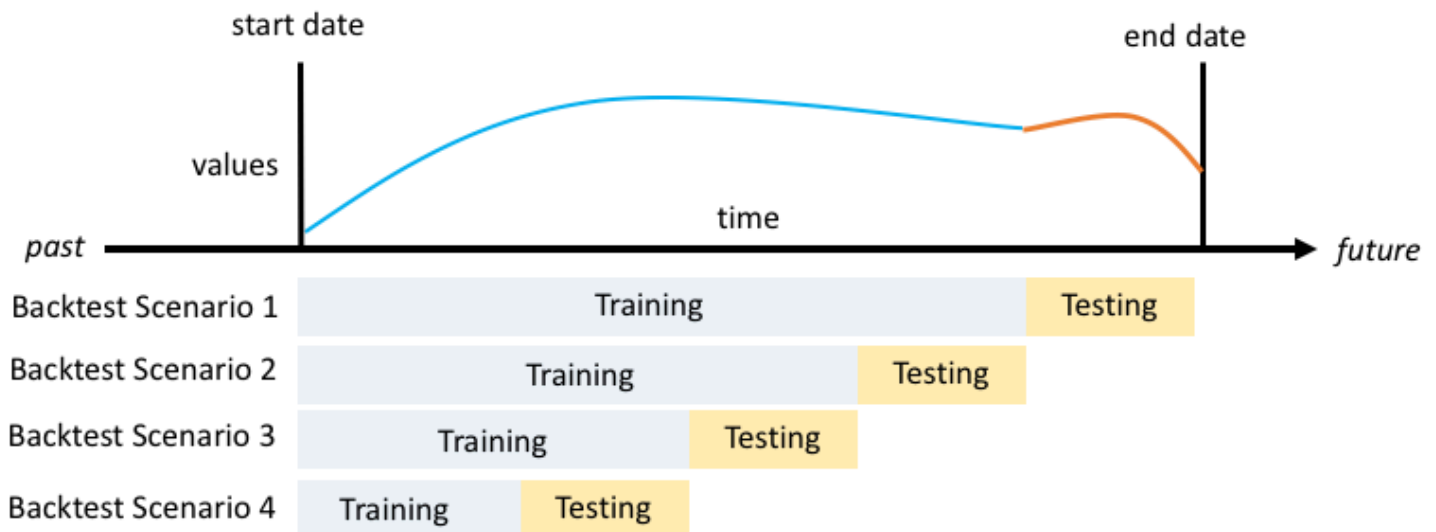 start date
end date
values
time
past
future
Backtest Scenario 1
Training
Testing
Backtest Scenario 2
Training
Testing
Backtest Scenario 3
Training
Testing
Backtest Scenario 4
Training
Testing